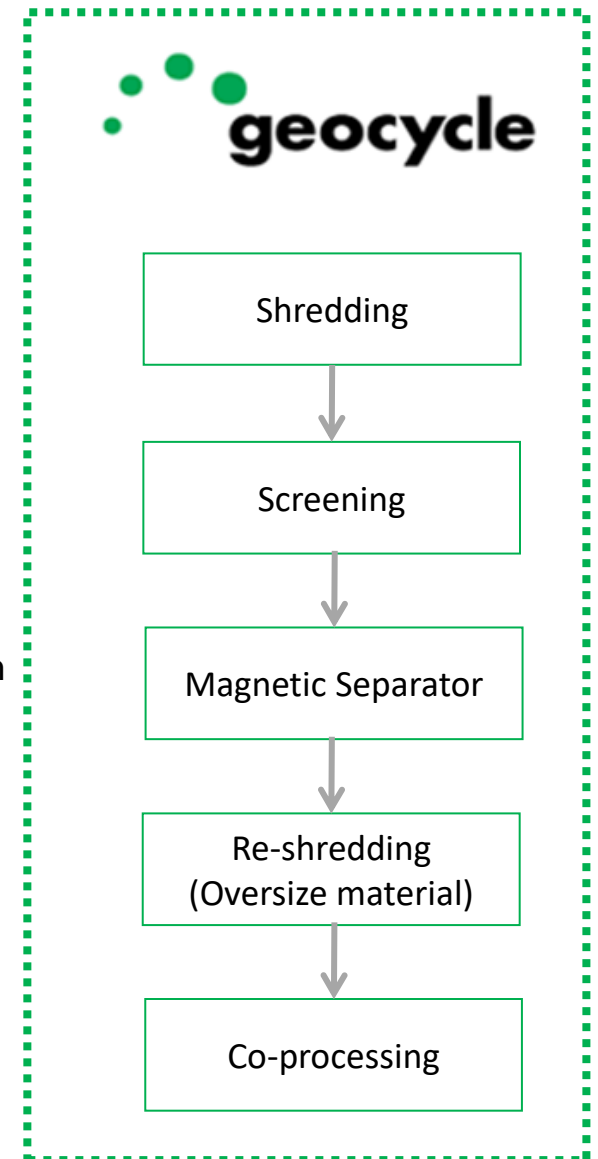 geocycle
Shredding
Screening
Magnetic Separator
Re-shredding
(Oversize material)
Co-processing